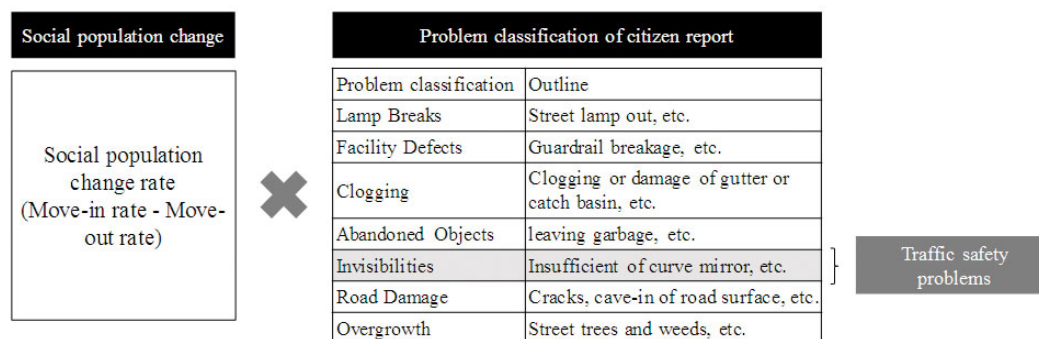 Social population change
Problem classification of citizen report
Social population
change rate
(Move-in rate - Move-
out rate)
Problem classification Outline
Lamp Breaks Street lamp out, etc.
Facility Defects Guardrail breakage, etc.
Clogging Clogging or damage of gutter or
catch basin, etc.
Abandoned Objects leaving garbage, etc.
Invisibilities Insufficient of curve mirror, etc.
Road Damage Cracks, cave-in of road surface, etc.
Overgrowth Street trees and weeds, etc.
Traffic safety
problems